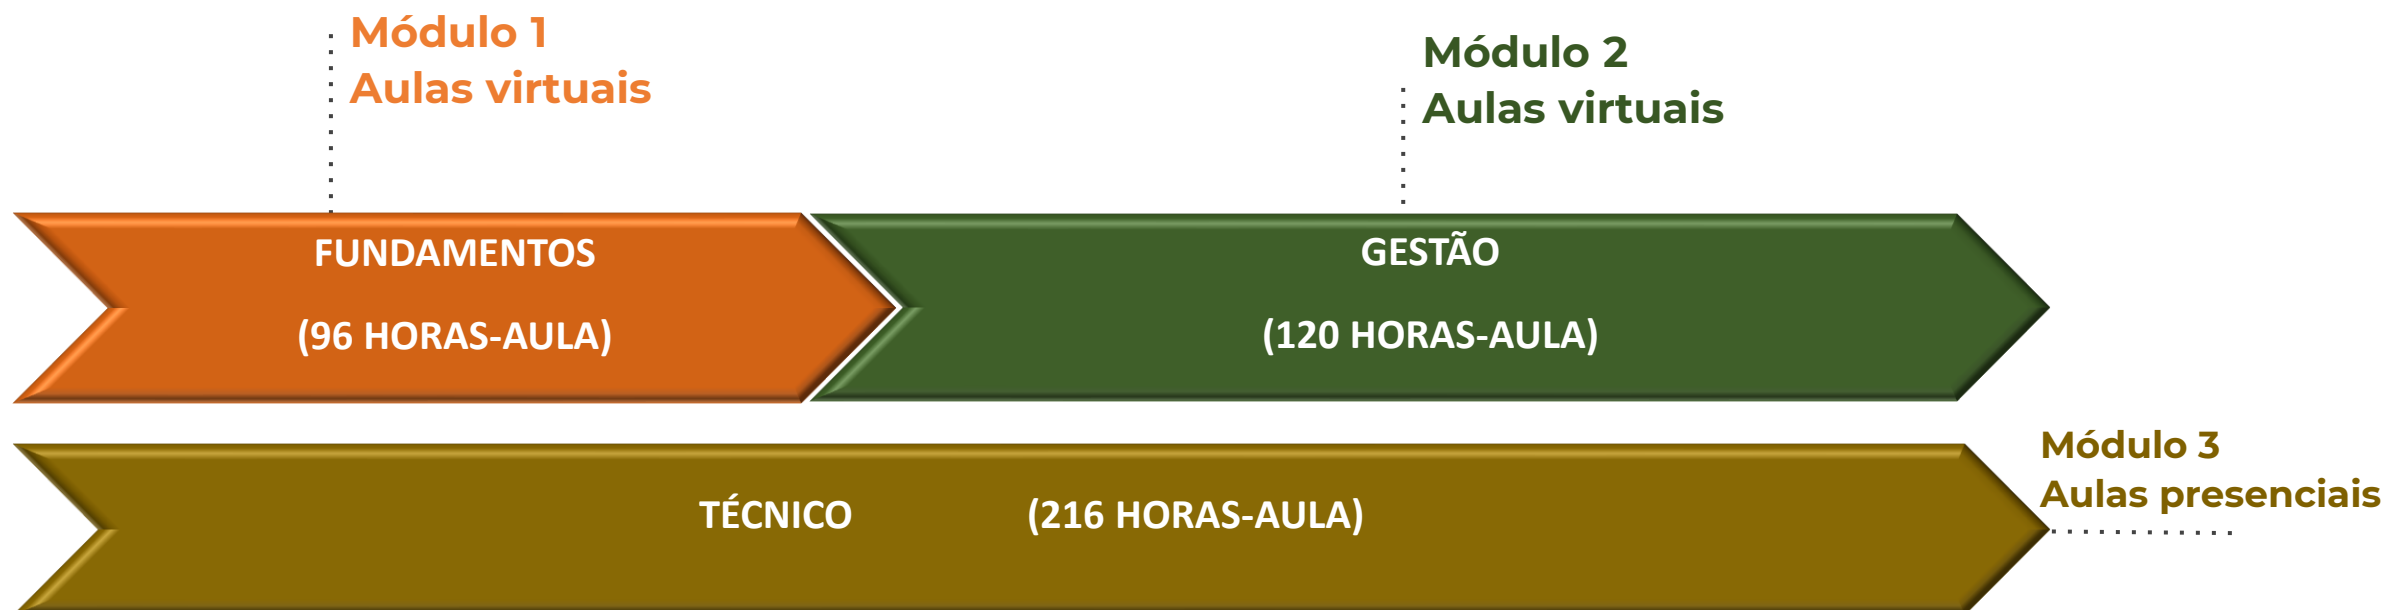 Módulo 1
Aulas virtuais
Módulo 2
Aulas virtuais
FUNDAMENTOS
(96 HORAS-AULA)
GESTÃO
(120 HORAS-AULA)
Módulo 3
Aulas presenciais
TÉCNICO (216 HORAS-AULA)